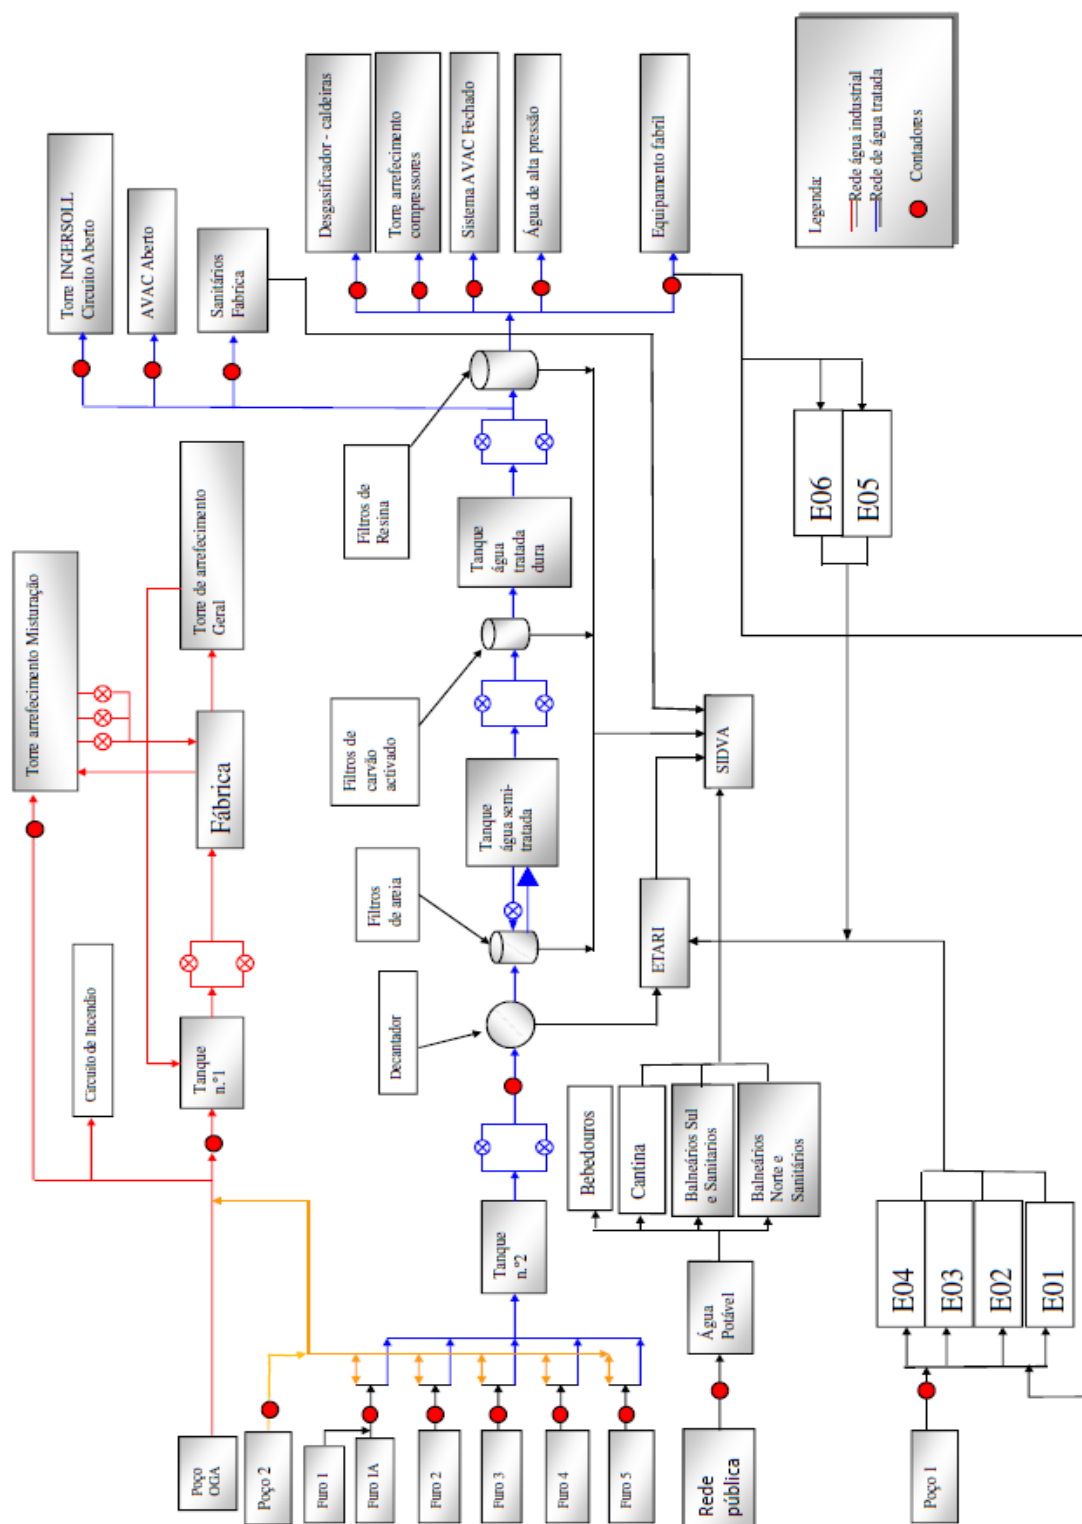 Torre INGERSOLL
Circuito Aberto
AVAC Aberto
Sanitários
Fabrica
Desgasificador - caldeiras
Torre arrefecimento
compressores
Sistema AVAC Fechado
Água de alta pressão
Equipamento fabril
Legenda:
Rede água industrial
Rede de água tratada
Contadores
Torre arrefecimento Misturação
Torre de arrefecimento
Geral
Fábrica
Circuito de Incendio
Tanque
n.º1
Filtros de
Resina
Tanque
água
tratada
dura
Filtros de
carvão
activado
Tanque
água semi-
tratada
Filtros
de areia
Decantador
Tanque
n.º2
E06
E05
SIDVA
ETARI
Bebedouros
Cantina
Balneários Sul
e Sanitarios
Balneários
Norte e
Sanitários
Água
Potável
E04
E03
E02
E01
Poço
OGA
Poço 2
Furo 1
Furo 1A
Furo 2
Furo 3
Furo 4
Furo 5
Rede
pública
Poço 1